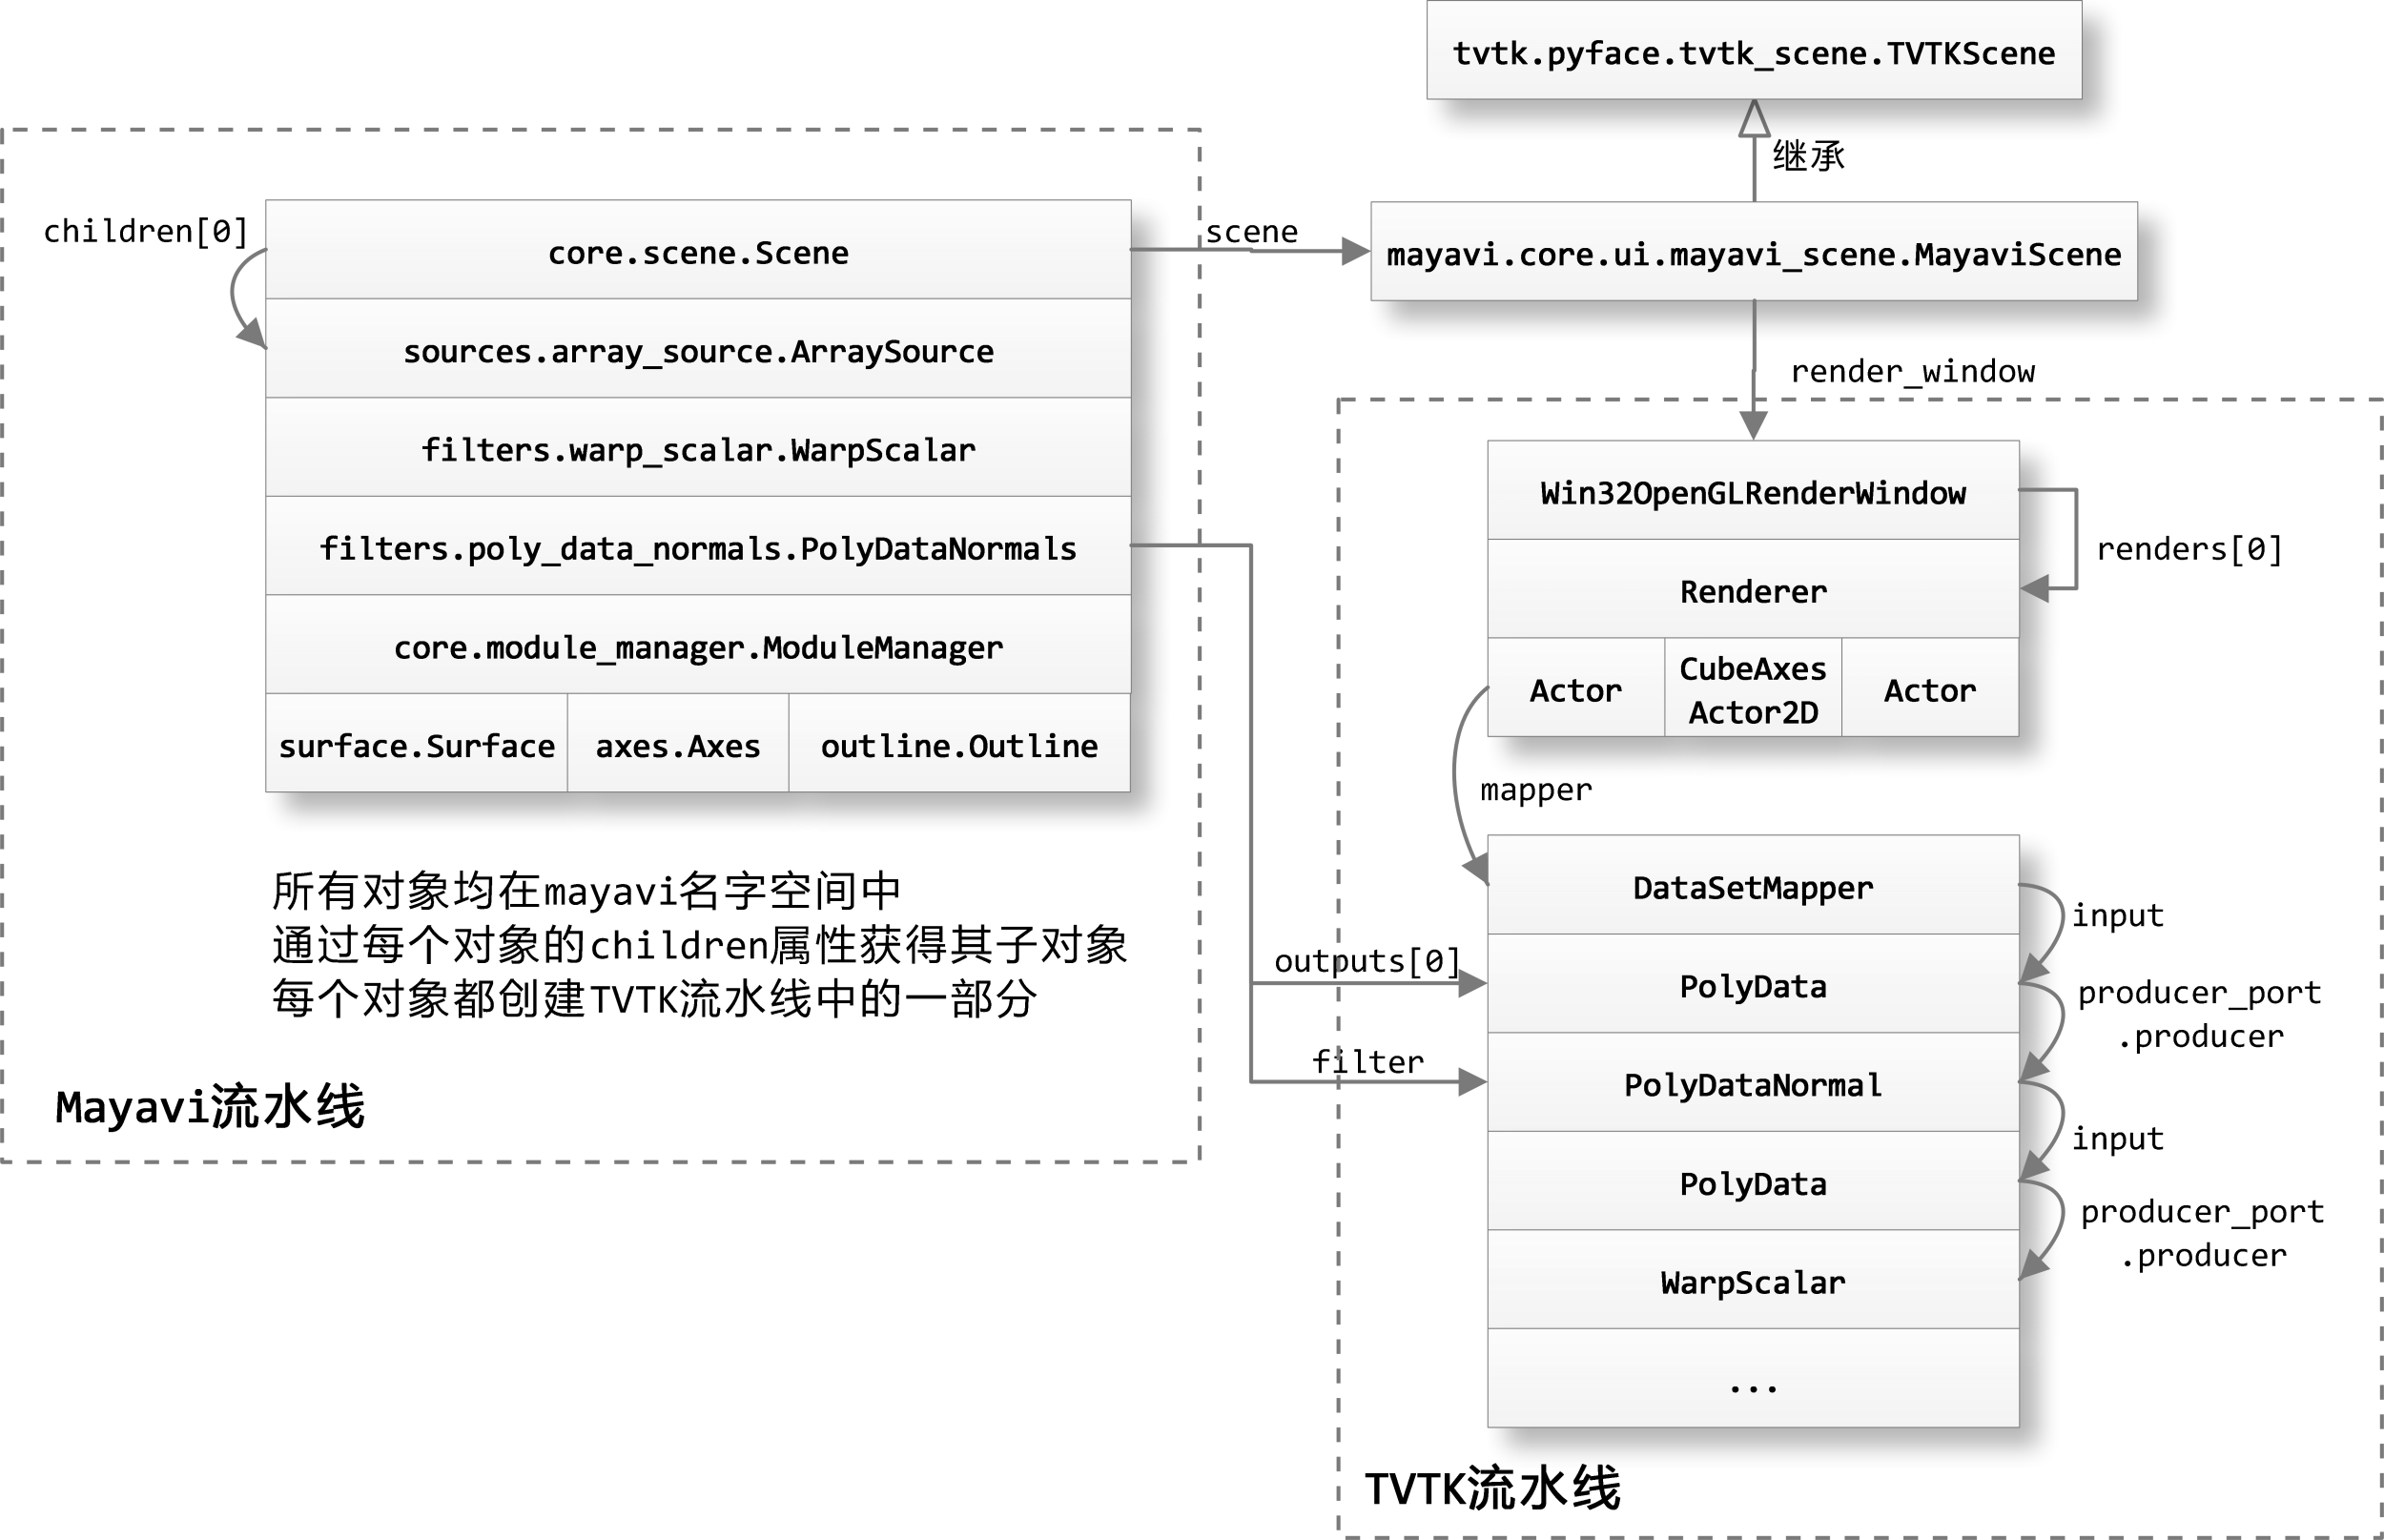 tvtk.pyface.tvtk_scene.TVTKScene
继承
children[0]
core.scene.Scene
scene
mayavi.core.ui.mayavi_scene.MayaviScene
sources.array_source.ArraySource
render_window
filters.warp_scalar.WarpScalar
filters.poly_data_normals.PolyDataNormals
core.module_manager.ModuleManager
surface.Surface
axes.Axes
outline.Outline
所有对象均在mayavi名字空间中
通过每个对象的children属性获得其子对象
每个对象都创建TVTK流水线中的一部分
Mayavi流水线
Win32OpenGLRenderWindow
renders[0]
Renderer
Actor
CubeAxes
Actor2D
Actor
mapper
DataSetMapper
input
outputs[0]
PolyData
producer_port
.producer
filter
PolyDataNormal
input
PolyData
producer_port
.producer
WarpScalar
...
TVTK流水线